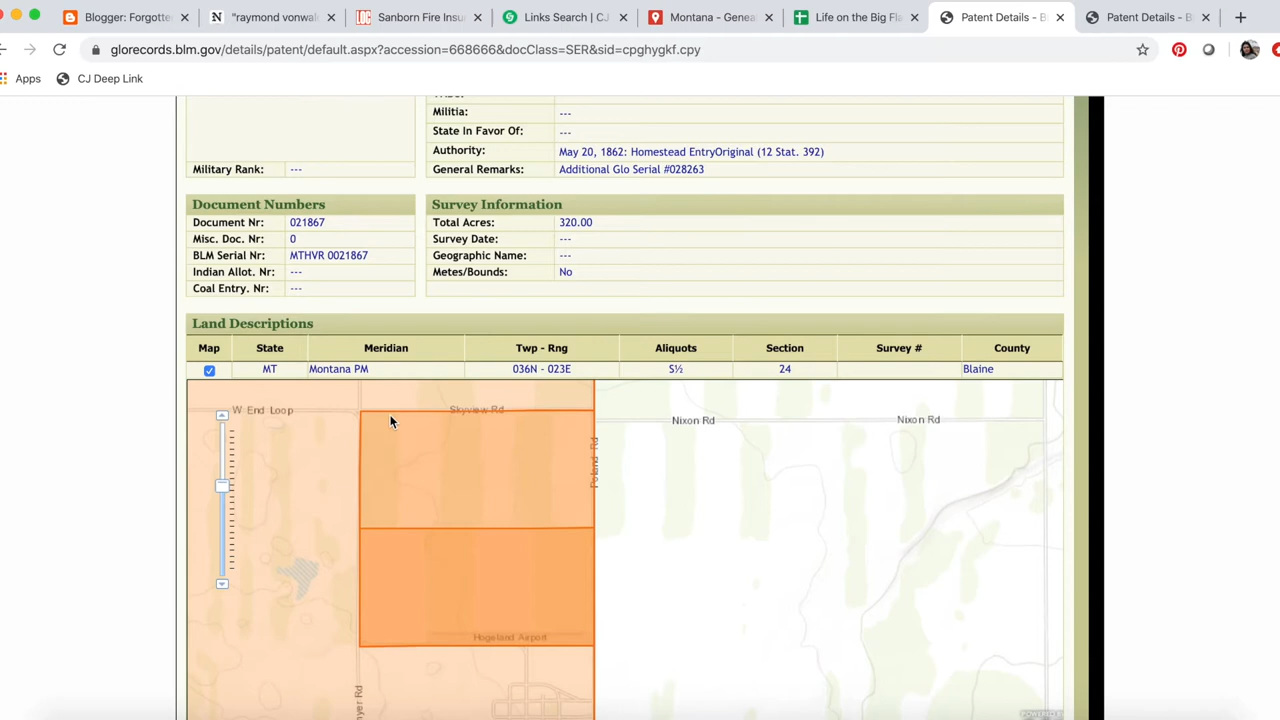 Blogger: Forgotte
"raymond vonwal
Sanborn Fire Insu
Links Search | CJ
Montana - Genea
Life on the Big Fla
Patent Details - B
Patent Details - B
glorecords.blm.gov/details/patent/default.aspx?accession=668666&docClass=SER&sid=cpghygkf.cpy
Apps
CJ Deep Link
Militia: ---
State In Favor Of: ---
Authority: May 20, 1862: Homestead EntryOriginal (12 Stat. 392)
Military Rank: --- General Remarks: Additional Glo Serial #028263
Document Numbers Survey Information
Document Nr: 021867 Total Acres: 320.00
Misc. Doc. Nr: 0 Survey Date: ---
BLM Serial Nr: MTHVR 0021867 Geographic Name: ---
Indian Allot. Nr: --- Metes/Bounds: No
Coal Entry. Nr: ---
Land Descriptions
Map State Meridian Twp - Rng Aliquots Section Survey # County
MT Montana PM 036N - 023E S½ 24 Blaine
W End Loop
Skyview Rd
Nixon Rd
Nixon Rd
Poland Rd
Hogeland Airport